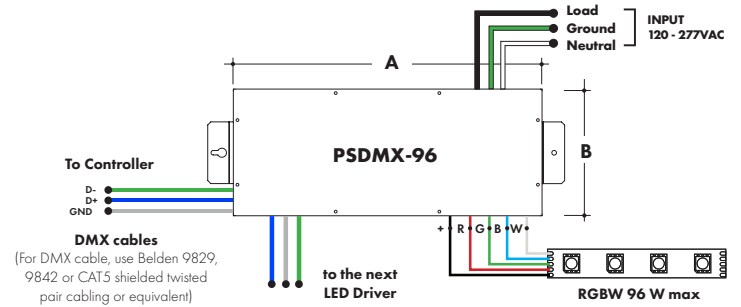 Load
Ground
Neutral
INPUT
120 - 277VAC
A
PSDMX-96
B
To Controller
D-
D+
GND
DMX cables
(For DMX cable, use Belden 9829,
9842 or CAT5 shielded twisted
pair cabling or equivalent)
to the next
LED Driver
+ R G B W
RGBW 96 W max